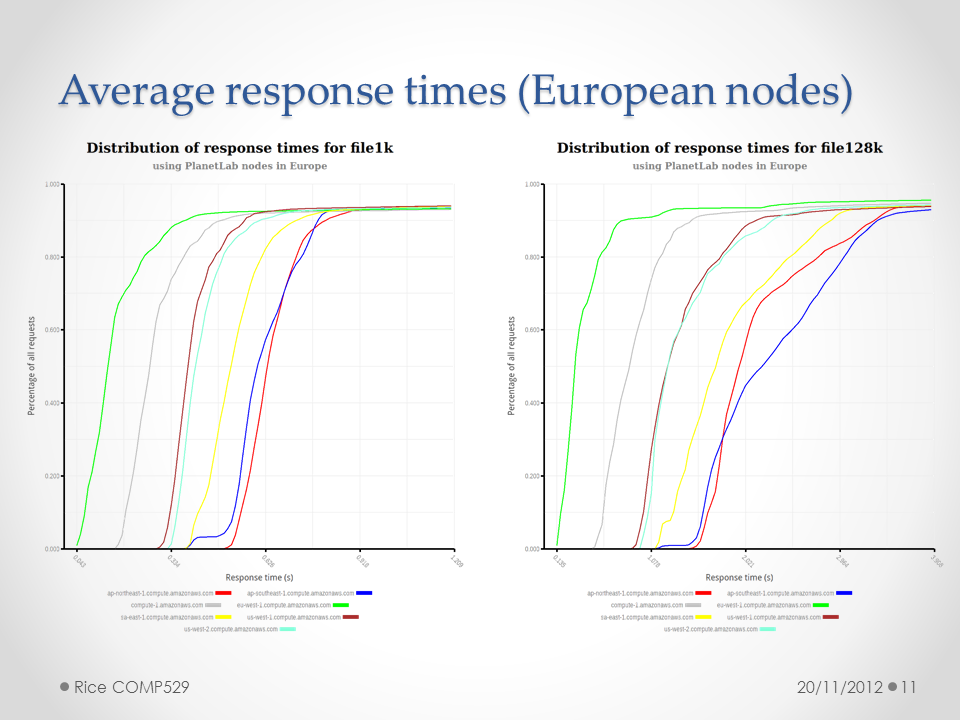 Average response times (European nodes)
Distribution of response times for file1k
using PlanetLab nodes in Europe
1.000
0.800
0.600
0.400
0.200
0.000
Percentage of all requests
0.043
0.334
0.626
0.918
1.209
Response time (s)
ap-northeast-1.compute.amazonaws.com
ap-southeast-1.compute.amazonaws.com
compute-1.amazonaws.com
eu-west-1.compute.amazonaws.com
sa-east-1.compute.amazonaws.com
us-west-1.compute.amazonaws.com
us-west-2.compute.amazonaws.com
Distribution of response times for file128k
using PlanetLab nodes in Europe
1.000
0.800
0.600
0.400
0.200
0.000
Percentage of all requests
0.135
1.078
2.021
2.964
Response time (s)
ap-northeast-1.compute.amazonaws.com
ap-southeast-1.compute.amazonaws.com
compute-1.amazonaws.com
eu-west-1.compute.amazonaws.com
sa-east-1.compute.amazonaws.com
us-west-1.compute.amazonaws.com
us-west-2.compute.amazonaws.com
Rice COMP529
20/11/2012
11